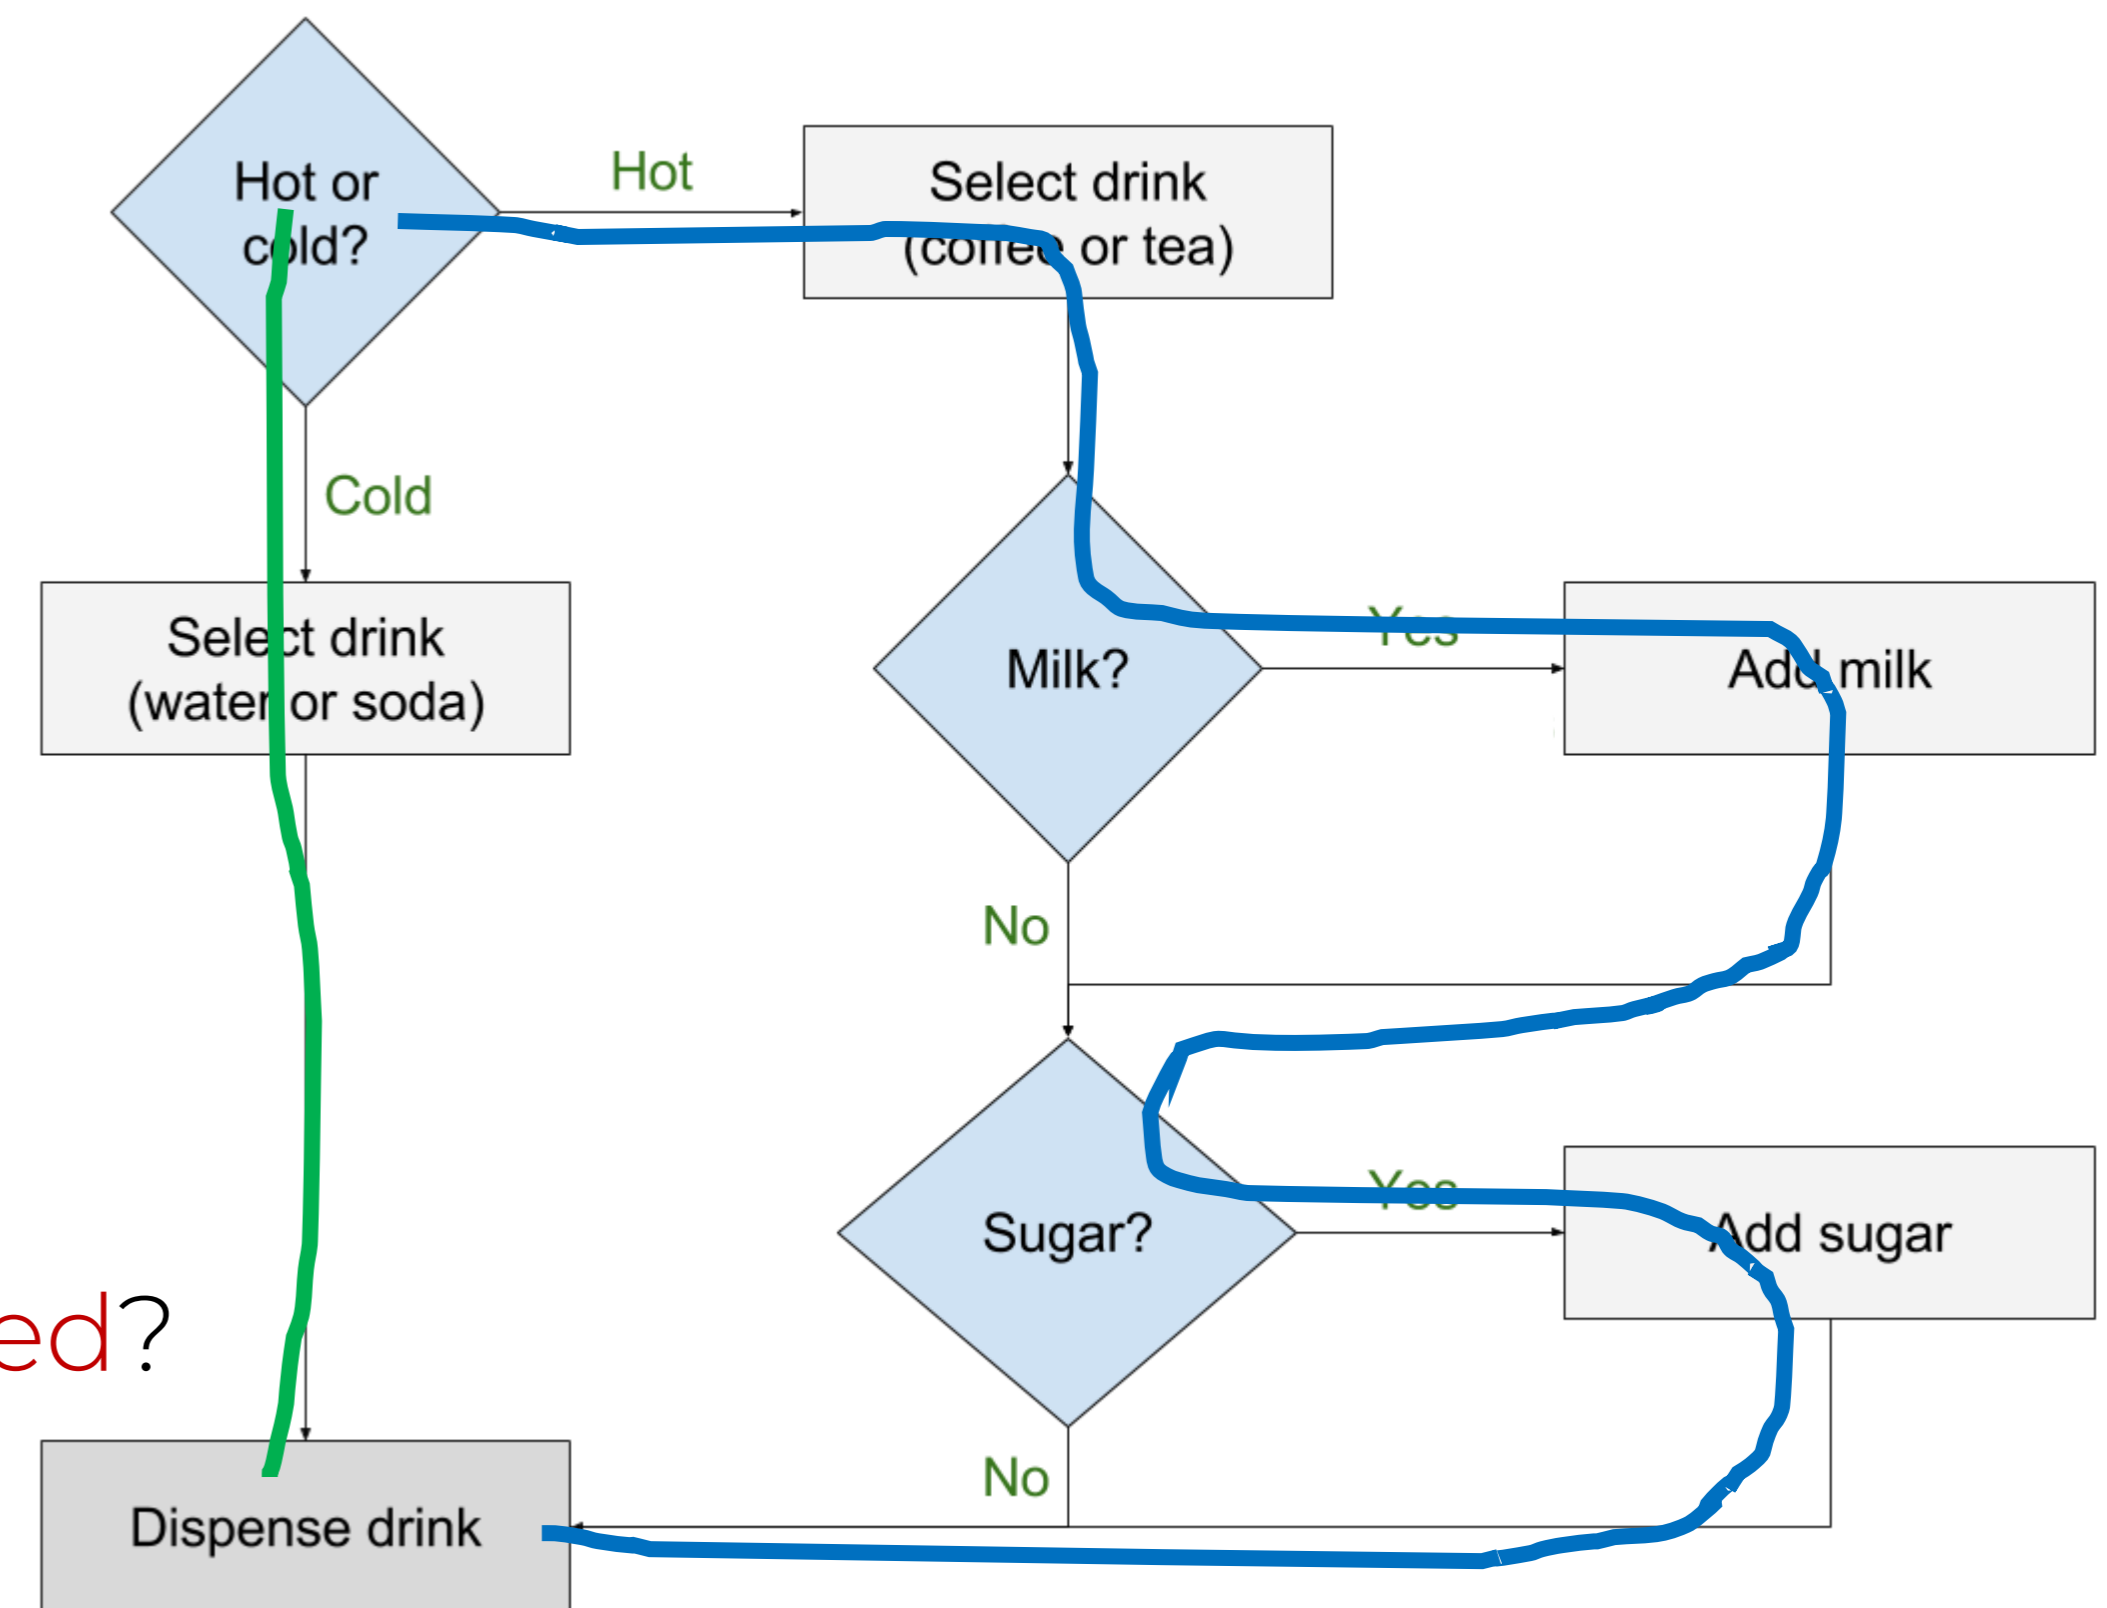 Hot or
cold?
Hot
Select drink
(coffee or tea)
Cold
Select drink
(water or soda)
Milk?
Yes
Add milk
No
Sugar?
Yes
Add sugar
No
ed?
Dispense drink